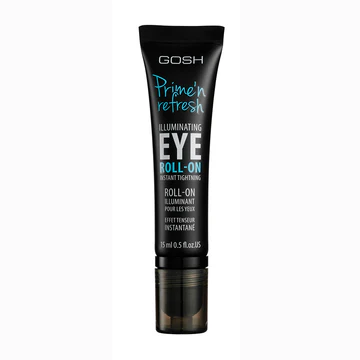 GOSH
Prime'n
refresh
ILLUMINATING
EYE
ROLL-ON
INSTANT TIGHTNING
ROLL-ON
ILLUMINANT
POUR LES YEUX
EFFET TENSEUR
INSTANTANÉ
15 ml 0.5 fl.oz.US